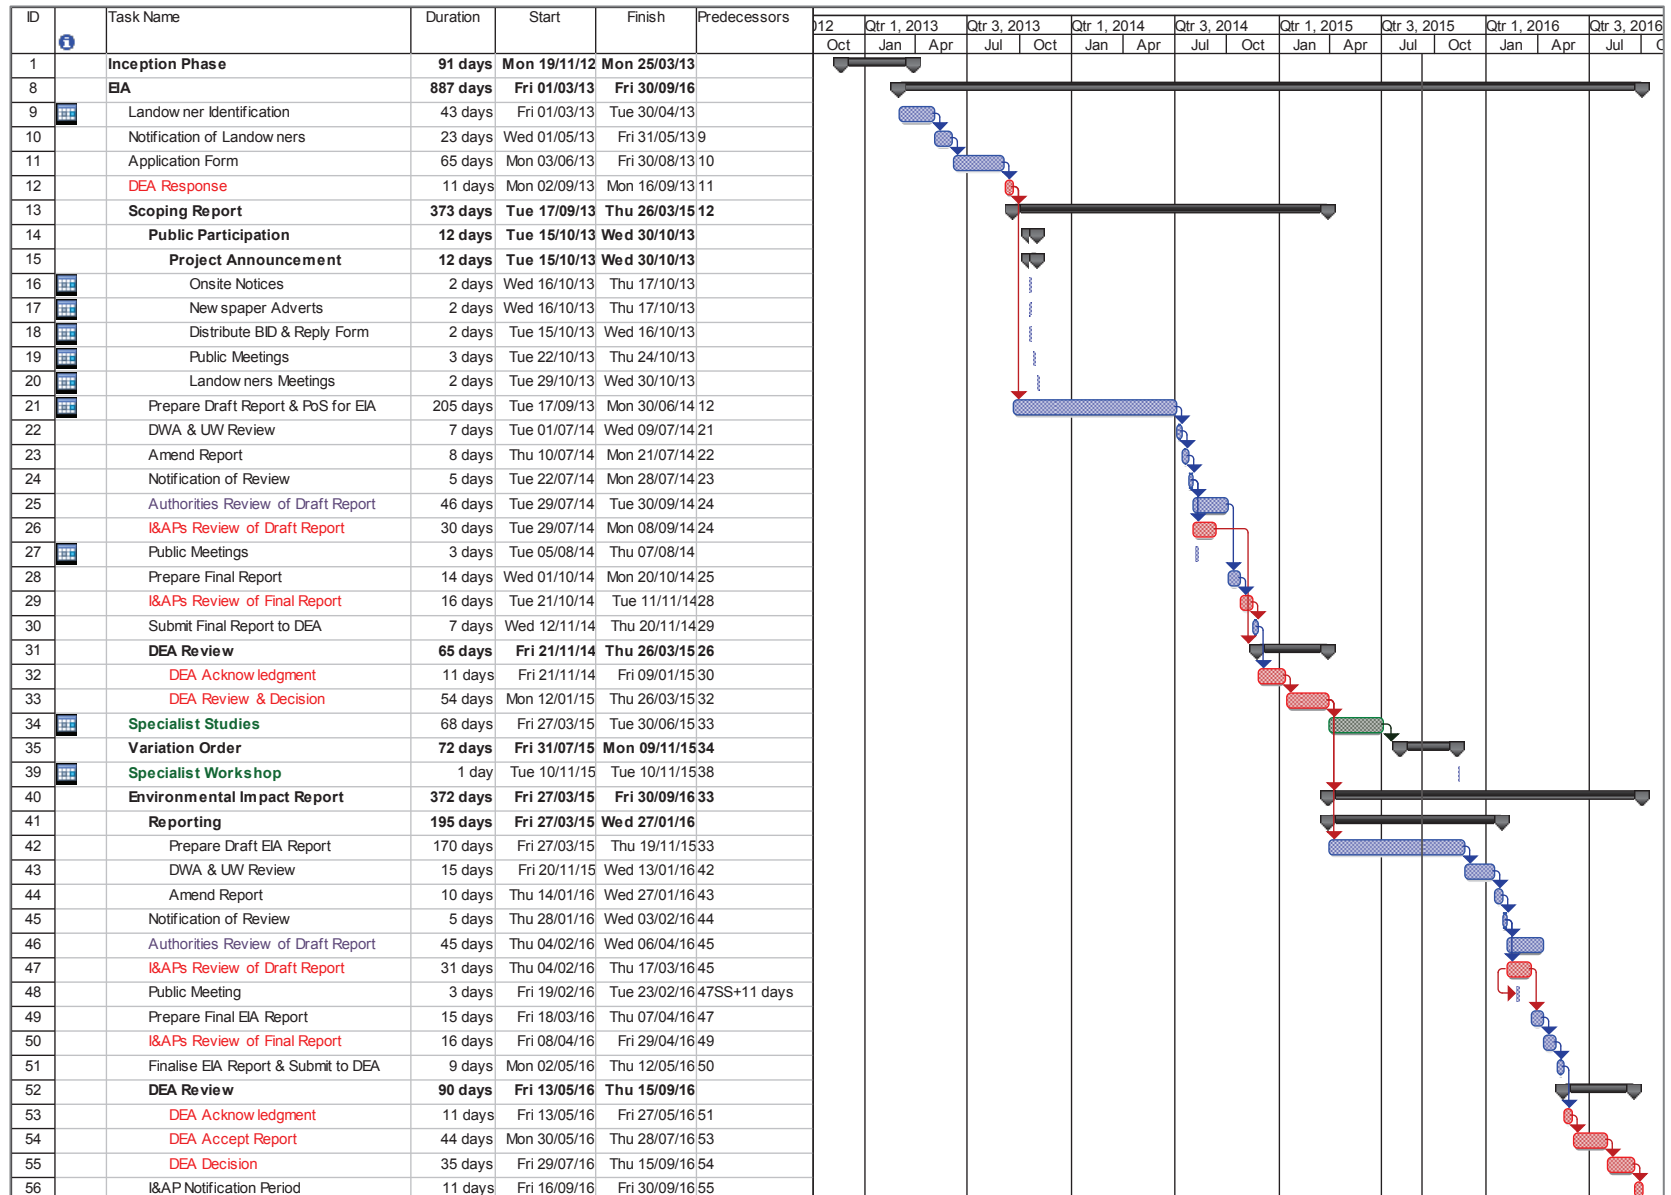 ID Task Name Duration Start Finish Predecessors
012 Qtr 1, 2013 Qtr 3, 2013 Qtr 1, 2014 Qtr 3, 2014 Qtr 1, 2015 Qtr 3, 2015 Qtr 1, 2016 Qtr 3, 2016
Oct Jan Apr Jul Oct Jan Apr Jul Oct Jan Apr Jul Oct Jan Apr Jul
1 Inception Phase 91 days Mon 19/11/12 Mon 25/03/13
8 EIA 887 days Fri 01/03/13 Fri 30/09/16
9 Landowner Identification 43 days Fri 01/03/13 Tue 30/04/13
10 Notification of Landowners 23 days Wed 01/05/13 Fri 31/05/13 9
11 Application Form 65 days Mon 03/06/13 Fri 30/08/13 10
12 DEA Response 11 days Mon 02/09/13 Mon 16/09/13 11
13 Scoping Report 373 days Tue 17/09/13 Thu 26/03/15 12
14 Public Participation 12 days Tue 15/10/13 Wed 30/10/13
15 Project Announcement 12 days Tue 15/10/13 Wed 30/10/13
16 Onsite Notices 2 days Wed 16/10/13 Thu 17/10/13
17 Newspaper Adverts 2 days Wed 16/10/13 Thu 17/10/13
18 Distribute BID & Reply Form 2 days Tue 15/10/13 Wed 16/10/13
19 Public Meetings 3 days Tue 22/10/13 Thu 24/10/13
20 Landowners Meetings 2 days Tue 29/10/13 Wed 30/10/13
21 Prepare Draft Report & PoS for EIA 205 days Tue 17/09/13 Mon 30/06/14 12
22 DWA & UW Review 7 days Tue 01/07/14 Wed 09/07/14 21
23 Amend Report 8 days Thu 10/07/14 Mon 21/07/14 22
24 Notification of Review 5 days Tue 22/07/14 Mon 28/07/14 23
25 Authorities Review of Draft Report 46 days Tue 29/07/14 Tue 30/09/14 24
26 I&APs Review of Draft Report 30 days Tue 29/07/14 Mon 08/09/14 24
27 Public Meetings 3 days Tue 05/08/14 Thu 07/08/14
28 Prepare Final Report 14 days Wed 01/10/14 Mon 20/10/14 25
29 I&APs Review of Final Report 16 days Tue 21/10/14 Tue 11/11/14 28
30 Submit Final Report to DEA 7 days Wed 12/11/14 Thu 20/11/14 29
31 DEA Review 65 days Fri 21/11/14 Thu 26/03/15 26
32 DEA Acknowledgment 11 days Fri 21/11/14 Fri 09/01/15 30
33 DEA Review & Decision 54 days Mon 12/01/15 Thu 26/03/15 32
34 Specialist Studies 68 days Fri 27/03/15 Tue 30/06/15 33
35 Variation Order 72 days Fri 31/07/15 Mon 09/11/15 34
39 Specialist Workshop 1 day Tue 10/11/15 Tue 10/11/15 38
40 Environmental Impact Report 372 days Fri 27/03/15 Fri 30/09/16 33
41 Reporting 195 days Fri 27/03/15 Wed 27/01/16
42 Prepare Draft EIA Report 170 days Fri 27/03/15 Thu 19/11/15 33
43 DWA & UW Review 15 days Fri 20/11/15 Wed 13/01/16 42
44 Amend Report 10 days Thu 14/01/16 Wed 27/01/16 43
45 Notification of Review 5 days Thu 28/01/16 Wed 03/02/16 44
46 Authorities Review of Draft Report 45 days Thu 04/02/16 Wed 06/04/16 45
47 I&APs Review of Draft Report 31 days Thu 04/02/16 Thu 17/03/16 45
48 Public Meeting 3 days Fri 19/02/16 Tue 23/02/16 47SS+11 days
49 Prepare Final EIA Report 15 days Fri 18/03/16 Thu 07/04/16 47
50 I&APs Review of Final Report 16 days Fri 08/04/16 Fri 29/04/16 49
51 Finalise EIA Report & Submit to DEA 9 days Mon 02/05/16 Thu 12/05/16 50
52 DEA Review 90 days Fri 13/05/16 Thu 15/09/16
53 DEA Acknowledgment 11 days Fri 13/05/16 Fri 27/05/16 51
54 DEA Accept Report 44 days Mon 30/05/16 Thu 28/07/16 53
55 DEA Decision 35 days Fri 29/07/16 Thu 15/09/16 54
56 I&AP Notification Period 11 days Fri 16/09/16 Fri 30/09/16 55